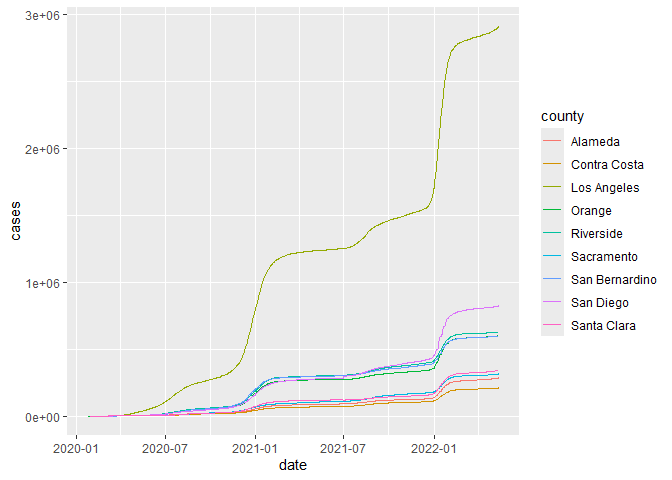 3e+06
2e+06
1e+06
0e+00
cases
2020-01
2020-07
2021-01
2021-07
2022-01
date
county
Alameda
Contra Costa
Los Angeles
Orange
Riverside
Sacramento
San Bernardino
San Diego
Santa Clara